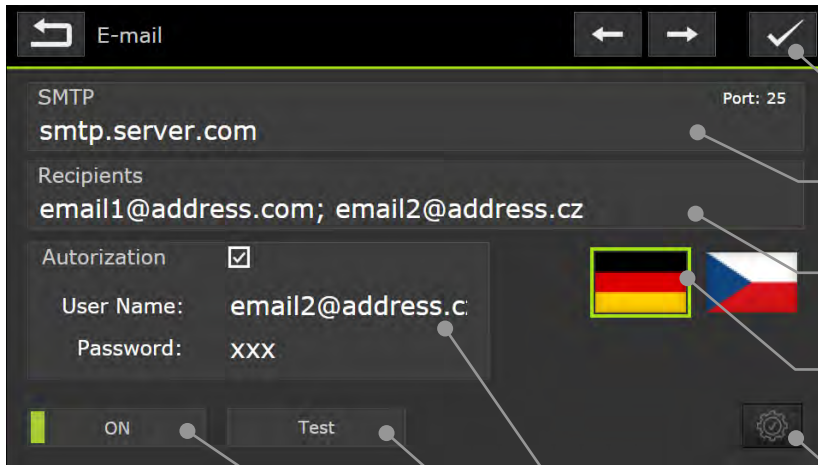 E-mail
SMTP
Port: 25
smtp.server.com
Recipients
email1@address.com; email2@address.cz
Autorization
User Name: email2@address.c
Password: xxx
ON
Test